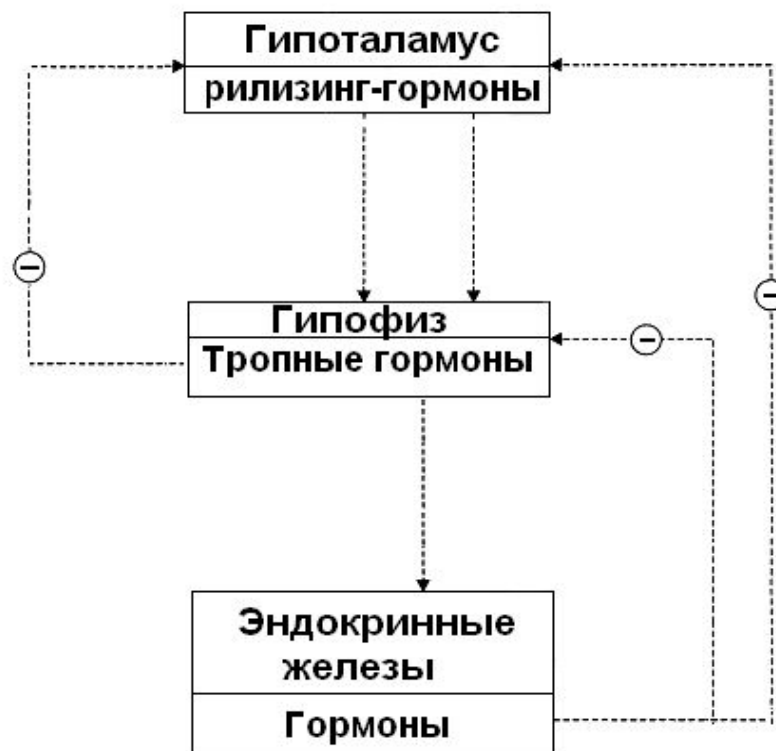 Гипоталамус
рилизинг-гормоны
Гипофиз
Тропные гормоны
Эндокринные
железы
Гормоны